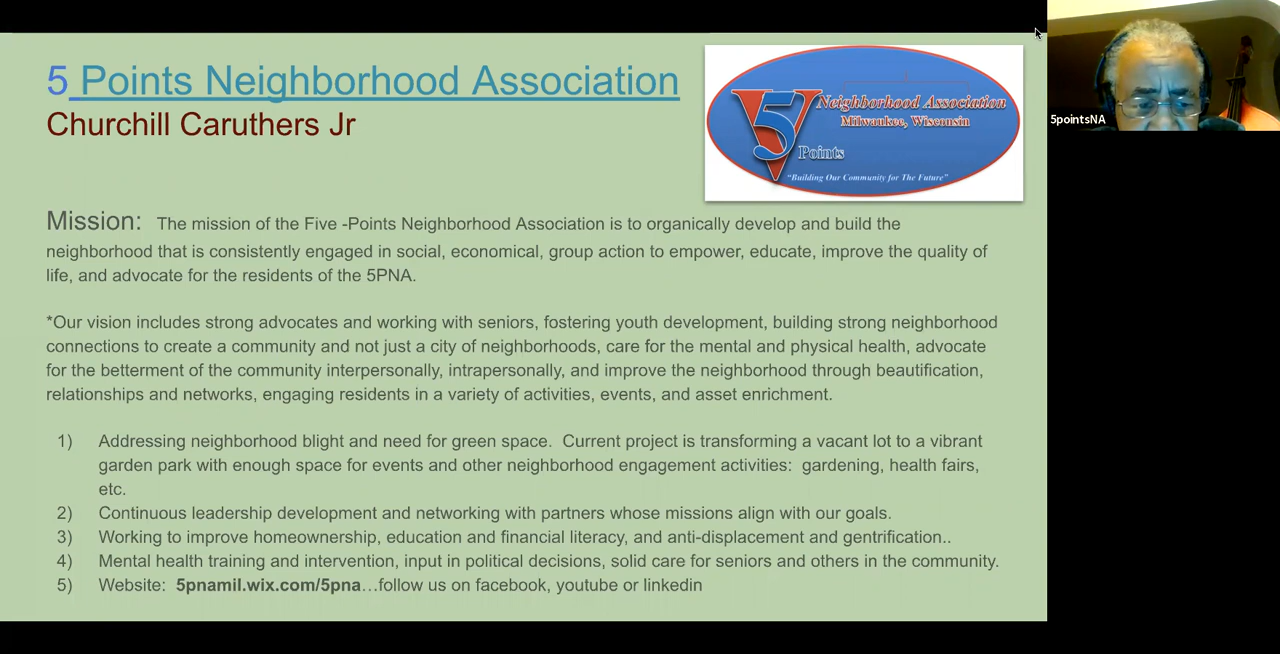 5 Points Neighborhood Association
Churchill Caruthers Jr
5 Points
Neighborhood Association
Milwaukee, Wisconsin
"Building Our Community for The Future"
5pointsNA
Mission: The mission of the Five -Points Neighborhood Association is to organically develop and build the
neighborhood that is consistently engaged in social, economical, group action to empower, educate, improve the quality of
life, and advocate for the residents of the 5PNA.
*Our vision includes strong advocates and working with seniors, fostering youth development, building strong neighborhood
connections to create a community and not just a city of neighborhoods, care for the mental and physical health, advocate
for the betterment of the community interpersonally, intrapersonally, and improve the neighborhood through beautification,
relationships and networks, engaging residents in a variety of activities, events, and asset enrichment.
1) Addressing neighborhood blight and need for green space. Current project is transforming a vacant lot to a vibrant
garden park with enough space for events and other neighborhood engagement activities: gardening, health fairs,
etc.
2) Continuous leadership development and networking with partners whose missions align with our goals.
3) Working to improve homeownership, education and financial literacy, and anti-displacement and gentrification..
4) Mental health training and intervention, input in political decisions, solid care for seniors and others in the community.
5) Website: 5pnamil.wix.com/5pna…follow us on facebook, youtube or linkedin